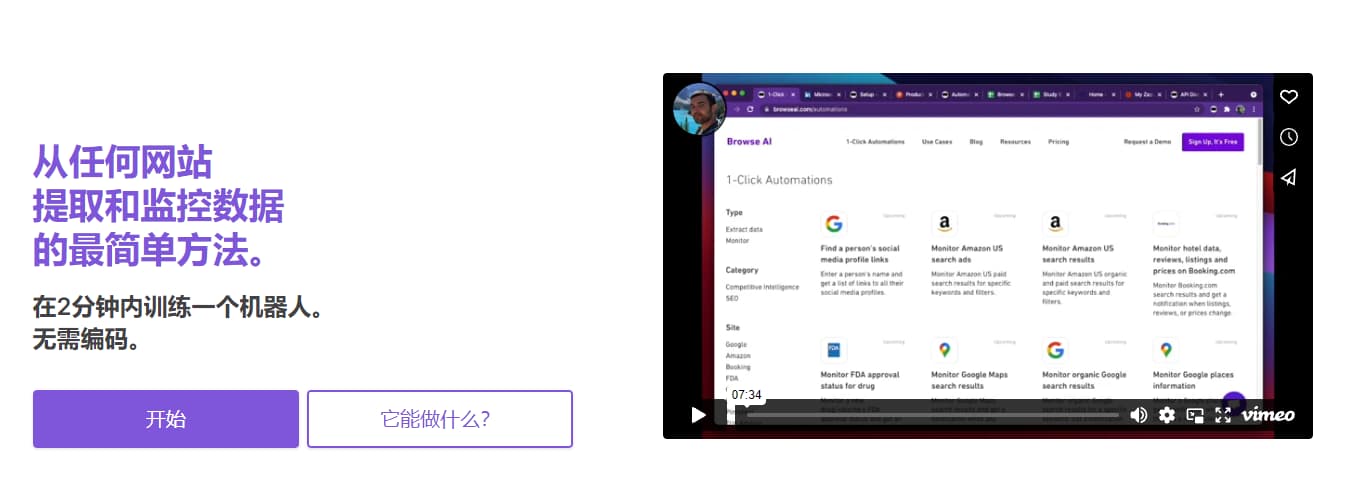 从任何网站
提取和监控数据
的最简单方法。
在2分钟内训练一个机器人。
无需编码。
开始
它能做什么?
1-Click
Setup
Product
Browse
Study
Home
My Zap
API Doc
browseai.com/automations
Browse AI
1-Click Automations
Use Cases
Blog
Resources
Pricing
Request a Demo
Sign Up, It's Free
1-Click Automations
Type
Extract data
Monitor
Category
Competitive Intelligence
SEO
Site
Google
Amazon
Booking
FDA
Upcoming
Find a person's social
media profile links
Enter a person's name and
get a list of links to all their
social media profiles.
Upcoming
Monitor Amazon US
search ads
Monitor Amazon US paid
search results for specific
keywords and filters.
Upcoming
Monitor Amazon US
search results
Monitor Amazon US organic
and paid search results for
specific keywords and
filters.
Booking.com
Upcoming
Monitor hotel data,
reviews, listings and
prices on Booking.com
Monitor Booking.com
search results and get a
notification when listings,
reviews, or prices change.
FDA
Upcoming
Monitor FDA approval
status for drug
Upcoming
Monitor Google Maps
search results
Upcoming
Monitor organic Google
search results
Upcoming
Monitor Google places
information
07:34
vimeo